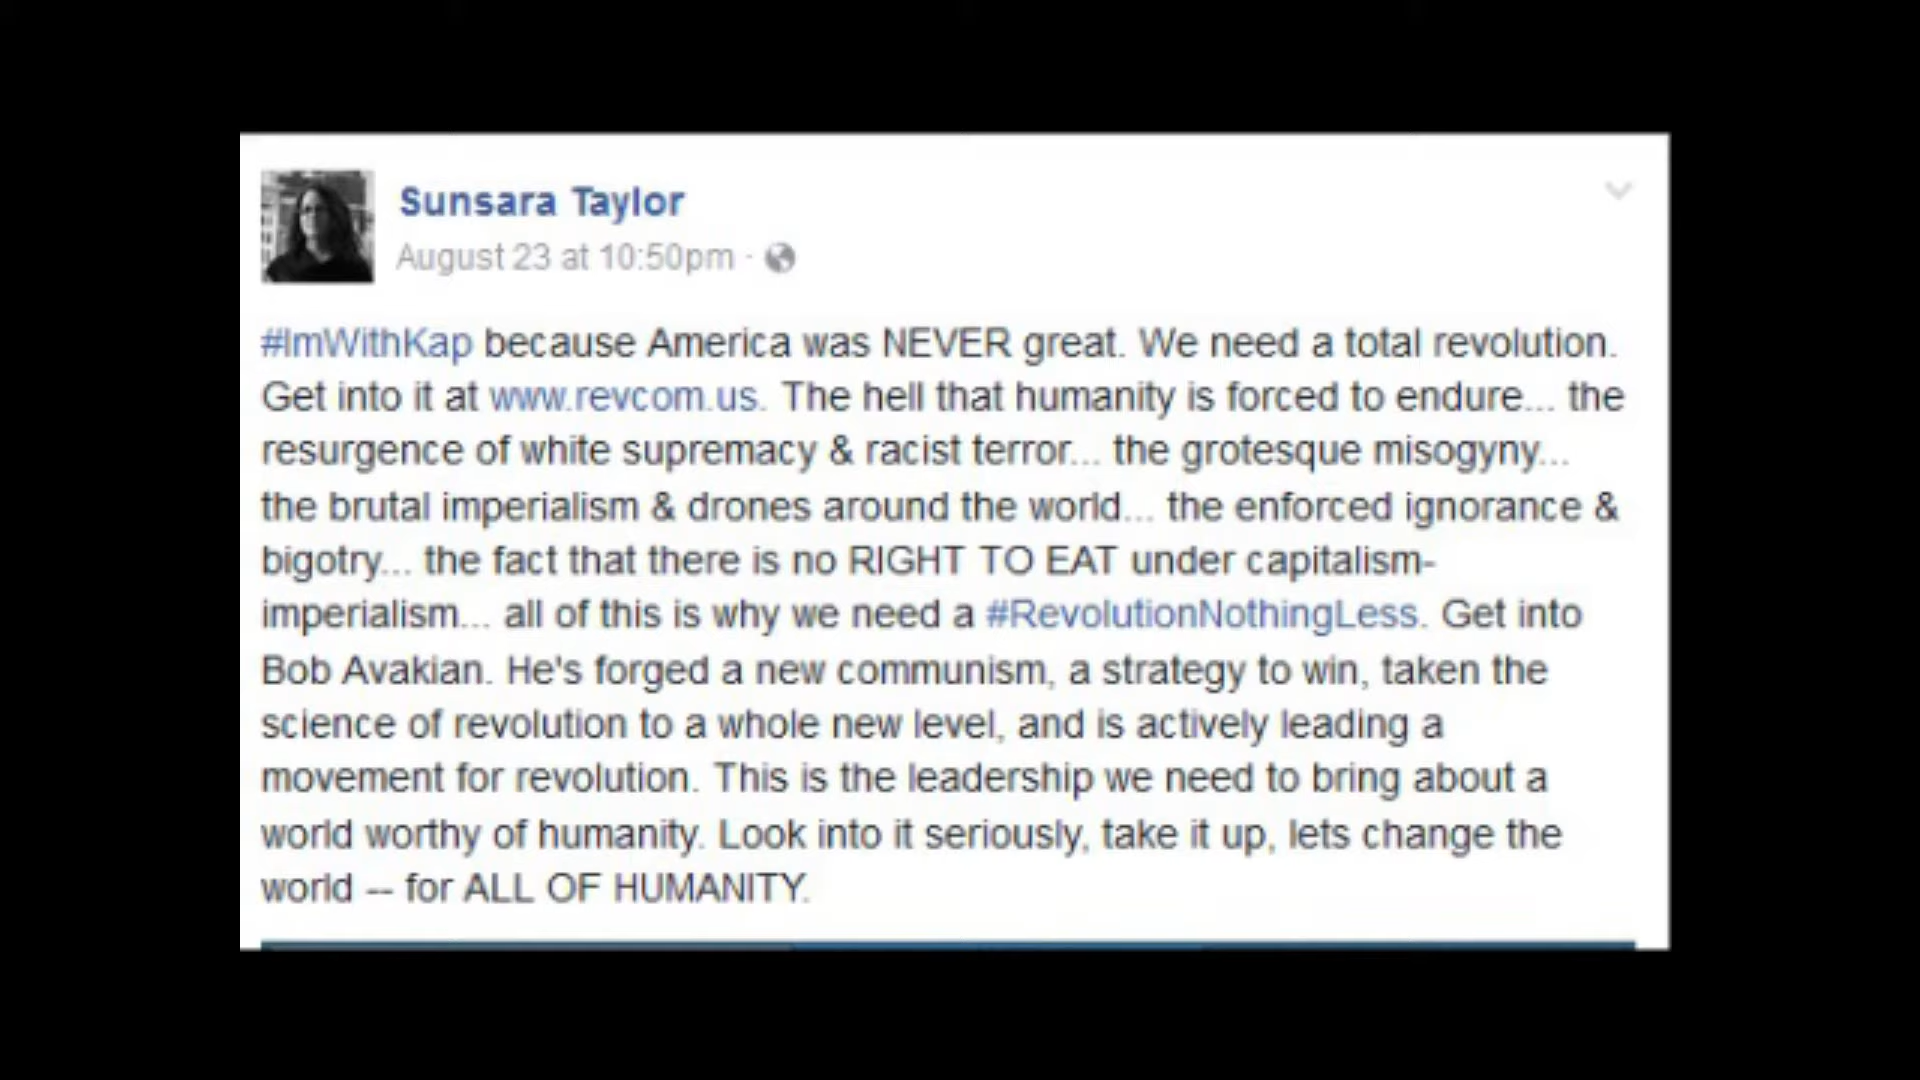 Sunsara Taylor
August 23 at 10:50pm ·
#ImWithKap because America was NEVER great. We need a total revolution.
Get into it at www.revcom.us. The hell that humanity is forced to endure... the
resurgence of white supremacy & racist terror... the grotesque misogyny...
the brutal imperialism & drones around the world... the enforced ignorance &
bigotry... the fact that there is no RIGHT TO EAT under capitalism-
imperialism... all of this is why we need a #RevolutionNothingLess. Get into
Bob Avakian. He's forged a new communism, a strategy to win, taken the
science of revolution to a whole new level, and is actively leading a
movement for revolution. This is the leadership we need to bring about a
world worthy of humanity. Look into it seriously, take it up, lets change the
world -- for ALL OF HUMANITY.